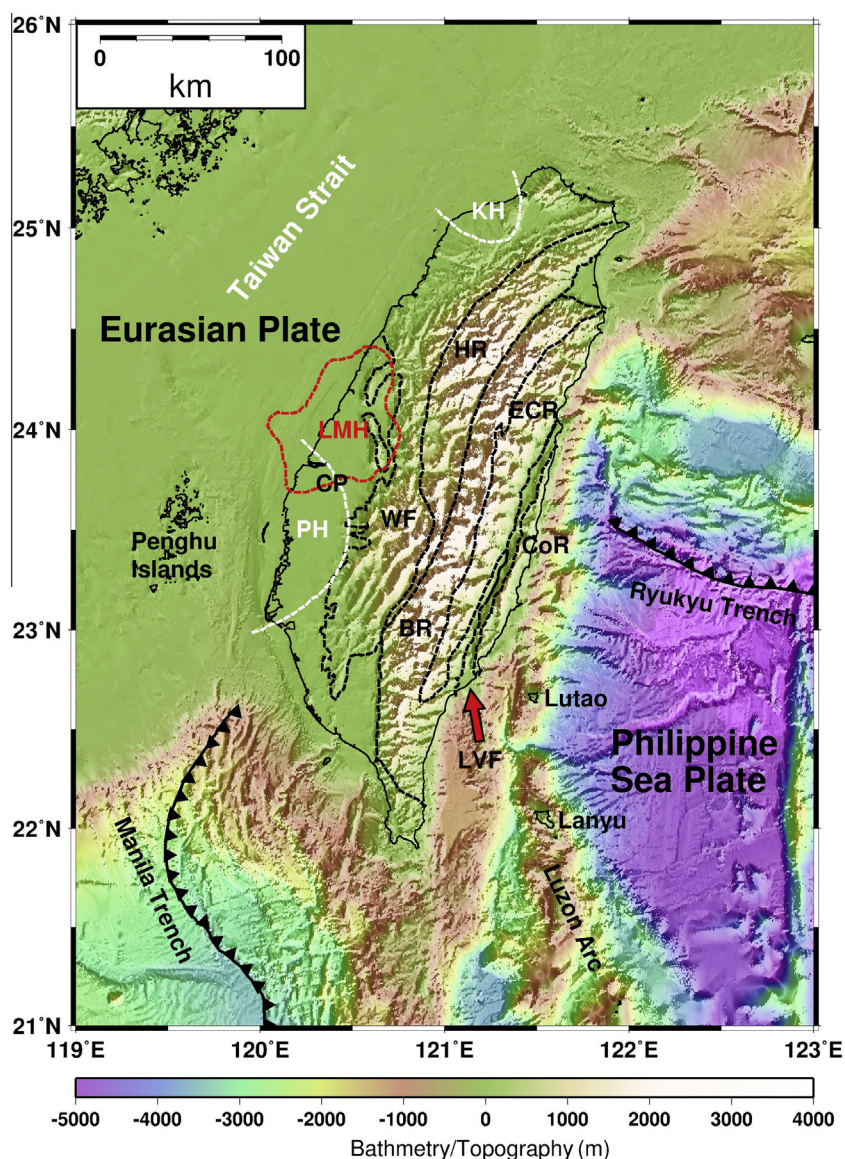 26˚N
0 100
km
25˚N
24˚N
23˚N
22˚N
21˚N
KH
Taiwan Strait
Eurasian Plate
HR
ECR
LMH
CP
WF
PH
CoR
Penghu
Islands
Ryukyu Trench
BR
Lutao
LVF
Philippine
Sea Plate
Lanyu
Manila Trench
Luzon Arc
119˚E 120˚E 121˚E 122˚E 123˚E
-5000 -4000 -3000 -2000 -1000 0 1000 2000 3000 4000
Bathmetry/Topography (m)